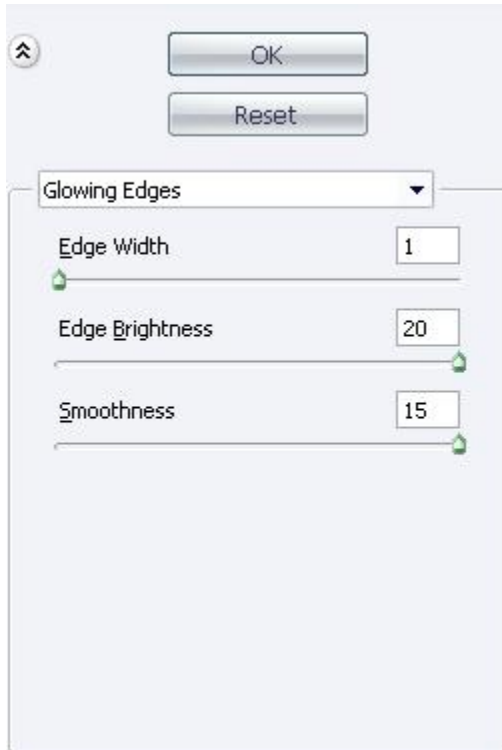 OK
Reset
Glowing Edges
Edge Width 1
Edge Brightness 20
Smoothness 15